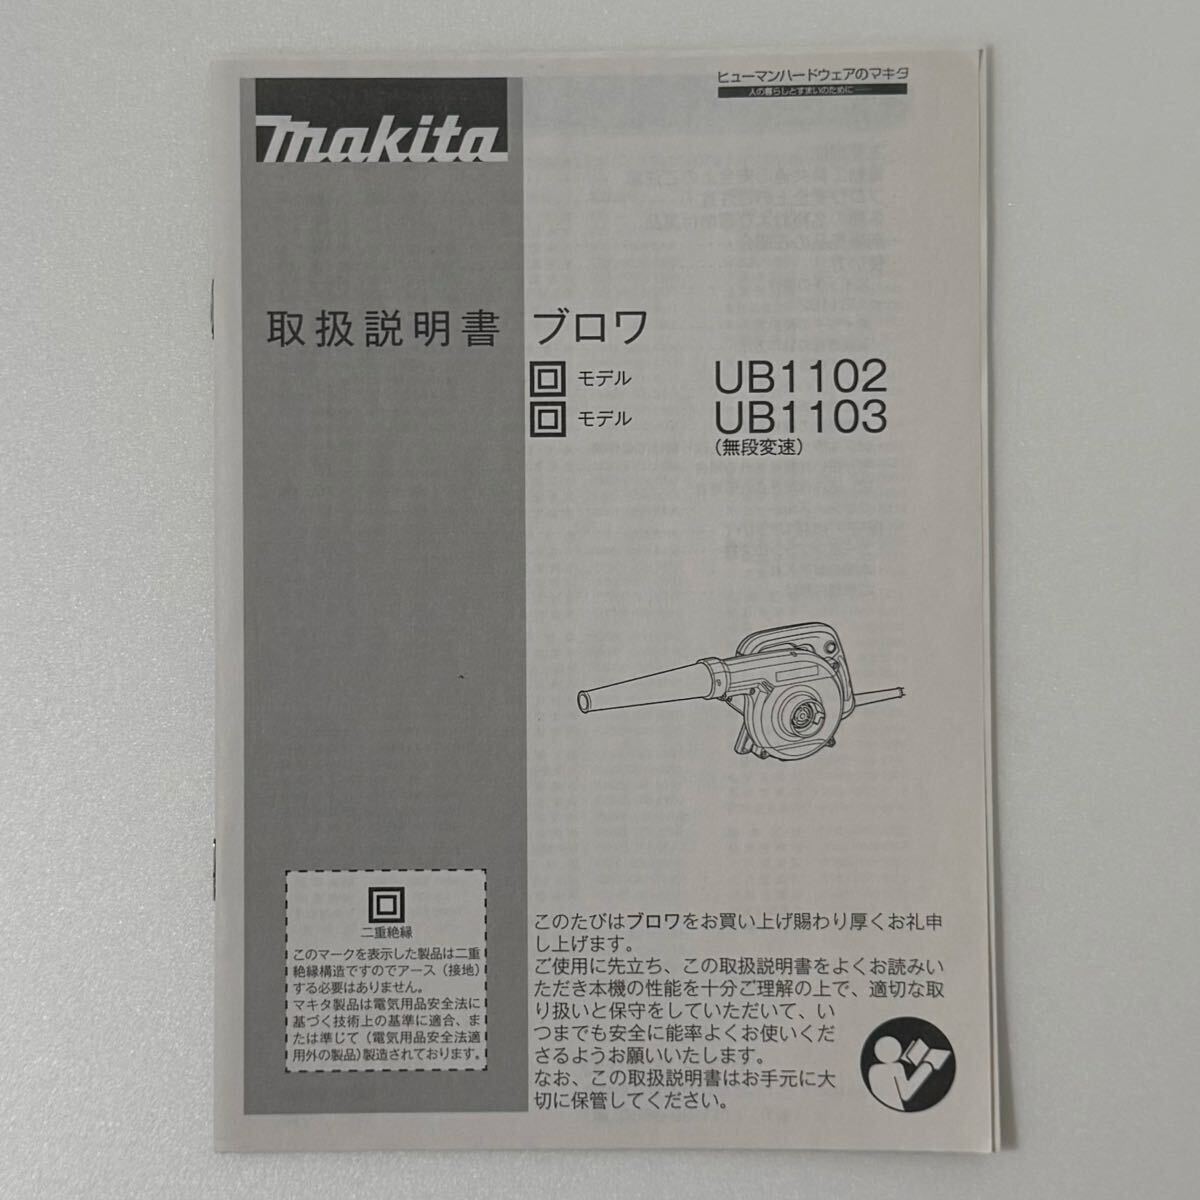 ヒューマンハードウェアのマキタ
人の暮らしとすまいのために
makita
取扱説明書 ブロワ
モデル UB1102
モデル UB1103
(無段変速)
二重絶縁
このマークを表示した製品は二重
絶縁構造ですのでアース(接地)
する必要はありません。
マキタ製品は電気用品安全法に
基づく技術上の基準に適合、ま
たは準じて(電気用品安全法適
用外の製品)製造されております。
このたびはブロワをお買い上げ賜わり厚くお礼申
し上げます。
ご使用に先立ち、この取扱説明書をよくお読みい
ただき本機の性能を十分ご理解の上で、適切な取
り扱いと保守をしていただいて、い
つまでも安全に能率よくお使いくだ
さるようお願いいたします。
なお、この取扱説明書はお手元に大
切に保管してください。